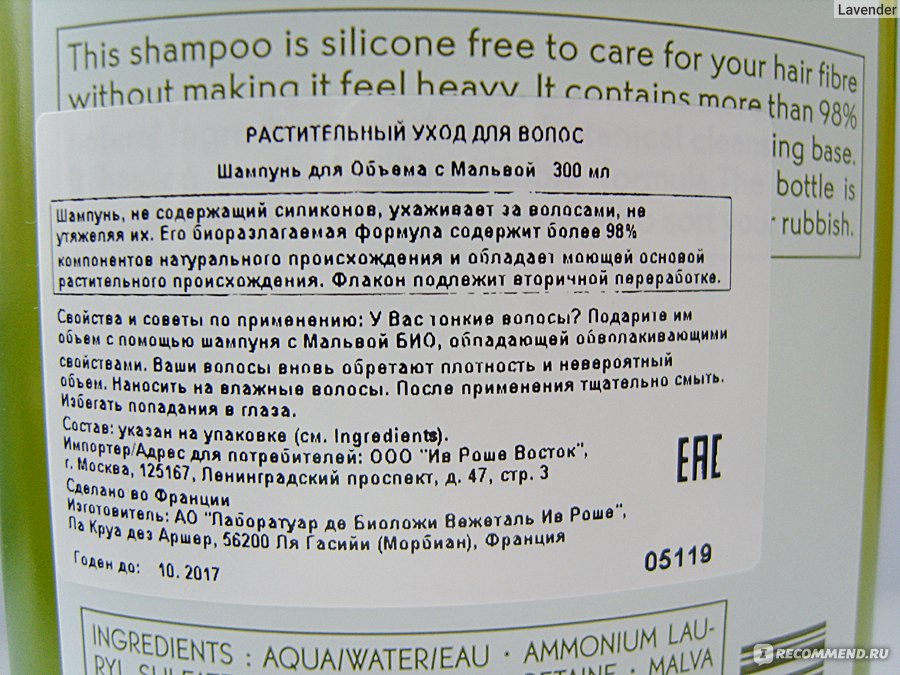 Lavender
This shampoo is silicone free to care for your hair fibre
without making it feel heavy. It contains more than 98%
ing base.
bottle is
rubbish.
РАСТИТЕЛЬНЫЙ УХОД ДЛЯ ВОЛОС
Шампунь для Объема с Мальвой 300 мл
Шампунь, не содержащий силиконов, ухаживает за волосами, не
утяжеляя их. Его биоразлагаемая формула содержит более 98%
компонентов натурального происхождения и обладает моющей основой
растительного происхождения. Флакон подлежит вторичной переработке.
Свойства и советы по применению: У Вас тонкие волосы? Подарите им
объем с помощью шампуня с Мальвой БИО, обладающей обволакивающими
свойствами. Ваши волосы вновь обретают плотность и невероятный
объем. Наносить на влажные волосы. После применения тщательно смыть.
Избегать попадания в глаза.
Состав: указан на упаковке (см. Ingredients).
Импортер/Адрес для потребителей: ООО "Ив Роше Восток",
г. Москва, 125167, Ленинградский проспект, д. 47, стр. 3
Сделано во Франции
Изготовитель: АО "Лаборатуар де Биоложи Вежеталь Ив Роше",
Ла Круа дез Аршер, 56200 Ля Гасийи (Морбиан), Франция
EAC
05119
Годен до: 10. 2017
INGREDIENTS : AQUA/WATER/EAU · AMMONIUM LAU-
RYL MALVA
IRECOMMEND.RU